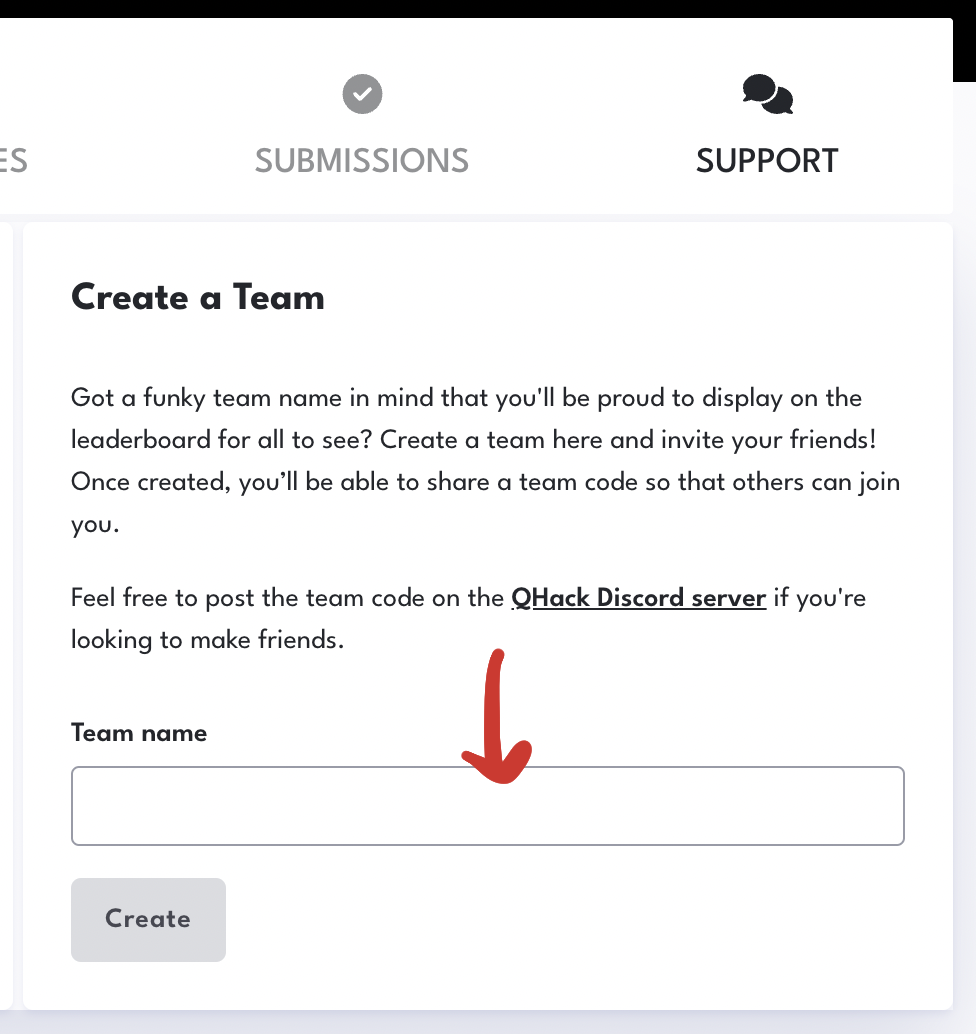 ES
SUBMISSIONS
SUPPORT
Create a Team
Got a funky team name in mind that you'll be proud to display on the
leaderboard for all to see? Create a team here and invite your friends!
Once created, you’ll be able to share a team code so that others can join
you.
Feel free to post the team code on the QHack Discord server if you're
looking to make friends.
Team name
Create